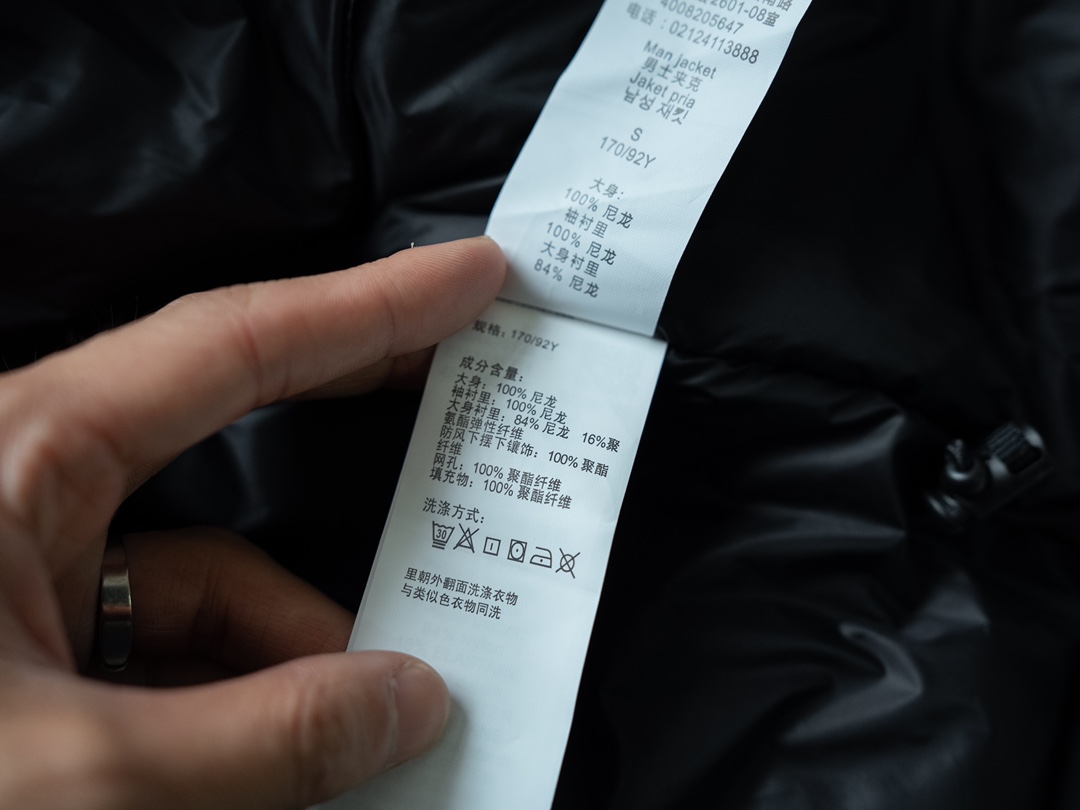 2601-08室
4008205647
电话：02124113888
Man jacket
男士夹克
Jaket pria
남성 재킷
S
170/92Y
大身:
100% 尼龙
袖衬里
100% 尼龙
大身衬里
84% 尼龙
规格：170/92Y
成分含量：
大身：100% 尼龙
袖衬里：100% 尼龙
大身衬里：84% 尼龙 16%聚
氨酯弹性纤维
防风下摆下镶饰：100% 聚酯
纤维
网孔：100% 聚酯纤维
填充物：100% 聚酯纤维
洗涤方式：
30
里朝外翻面洗涤衣物
与类似色衣物同洗